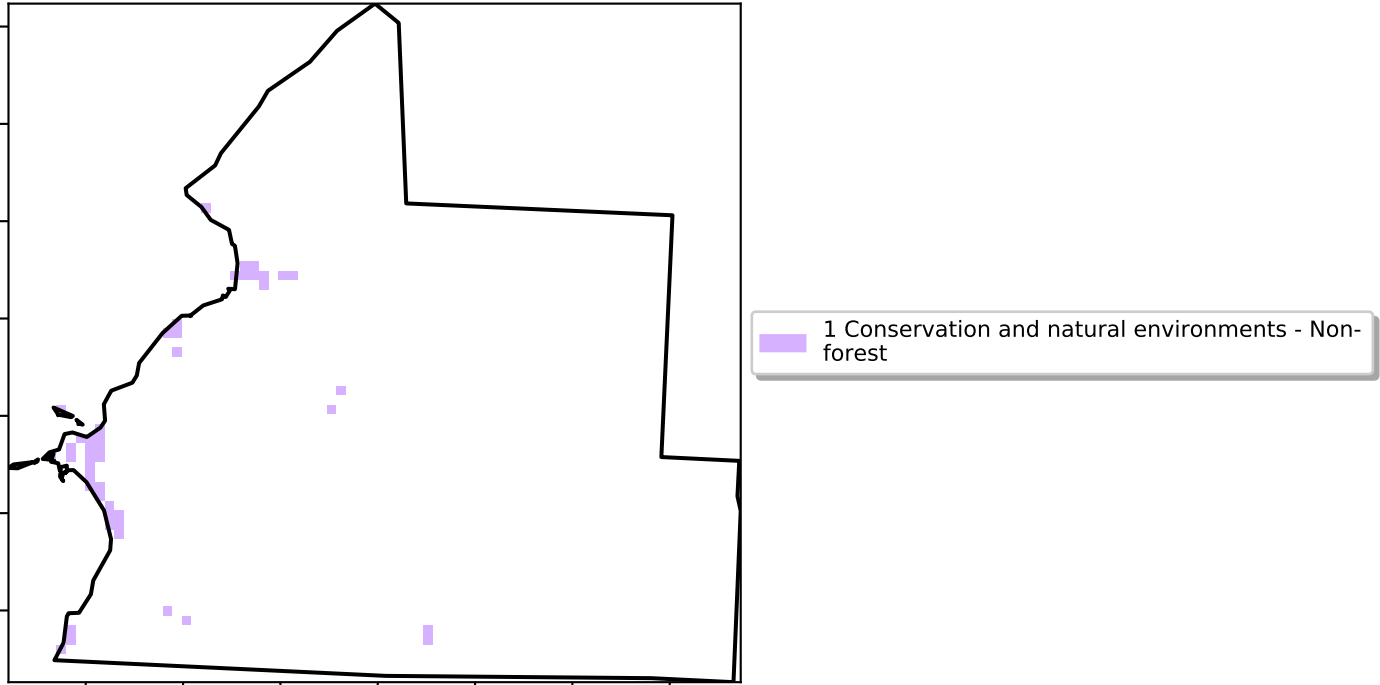 1 Conservation and natural environments - Non-
forest